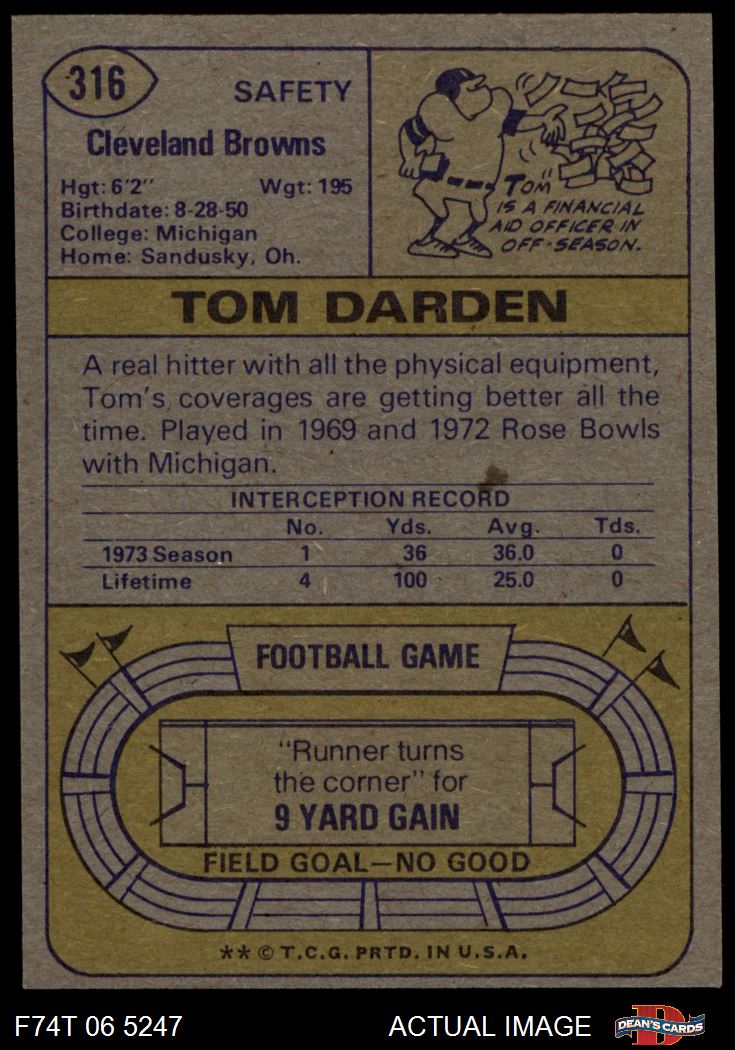 316
SAFETY
Cleveland Browns
Hgt: 6'2"
Wgt: 195
Birthdate: 8-28-50
College: Michigan
Home: Sandusky, Oh.
TOM
IS A FINANCIAL
AID OFFICER IN
OFF-SEASON.
TOM DARDEN
A real hitter with all the physical equipment,
Tom's coverages are getting better all the
time. Played in 1969 and 1972 Rose Bowls
with Michigan.
INTERCEPTION RECORD
No. Yds. Avg. Tds.
1973 Season 1 36 36.0 0
Lifetime 4 100 25.0 0
FOOTBALL GAME
"Runner turns
the corner" for
9 YARD GAIN
FIELD GOAL—NO GOOD
** © T.C.G. PRTD. IN U.S.A.
F74T 06 5247
ACTUAL IMAGE
D
DEAN'S CARDS